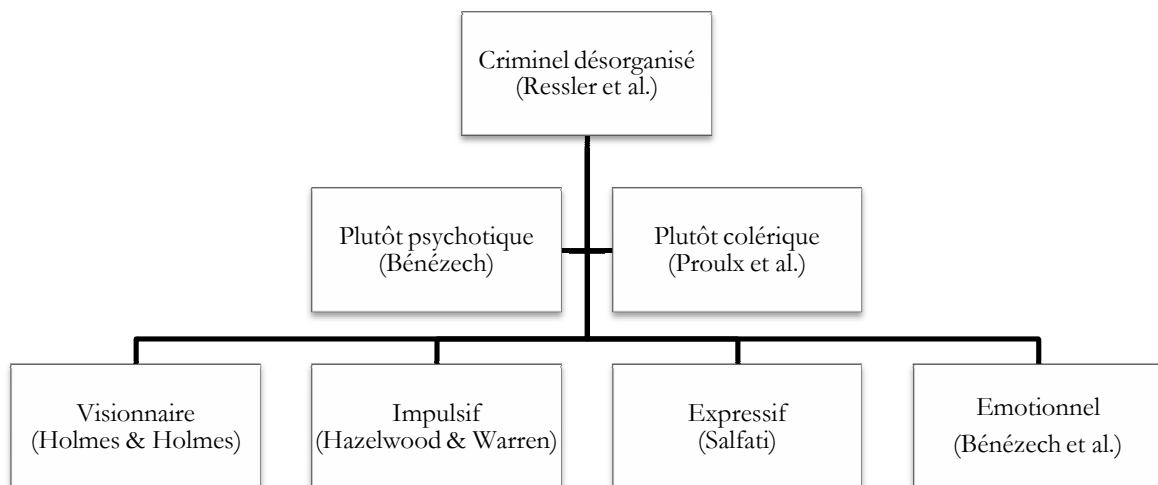 Criminel désorganisé
(Ressler et al.)
Plutôt psychotique
(Bénézech)
Plutôt colérique
(Proulx et al.)
Visionnaire
(Holmes & Holmes)
Impulsif
(Hazelwood & Warren)
Expressif
(Salfati)
Emotionnel
(Bénézech et al.)